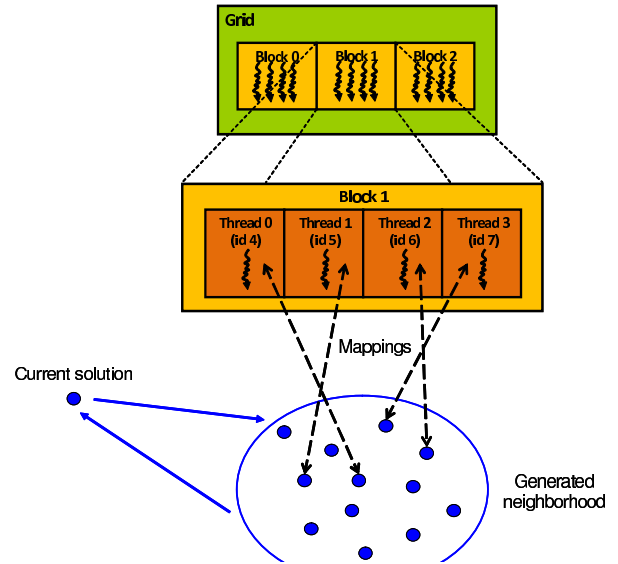 Grid
Block 0 Block 1 Block 2
Block 1
Thread 0 Thread 1 Thread 2 Thread 3
(id 4) (id 5) (id 6) (id 7)
Mappings
Current solution
Generated
neighborhood